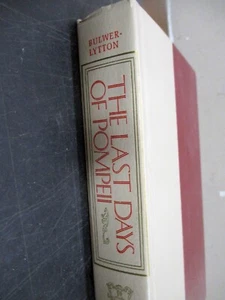 BULWER-
LYTTON
THE LAST DAYS
OF POMPEII